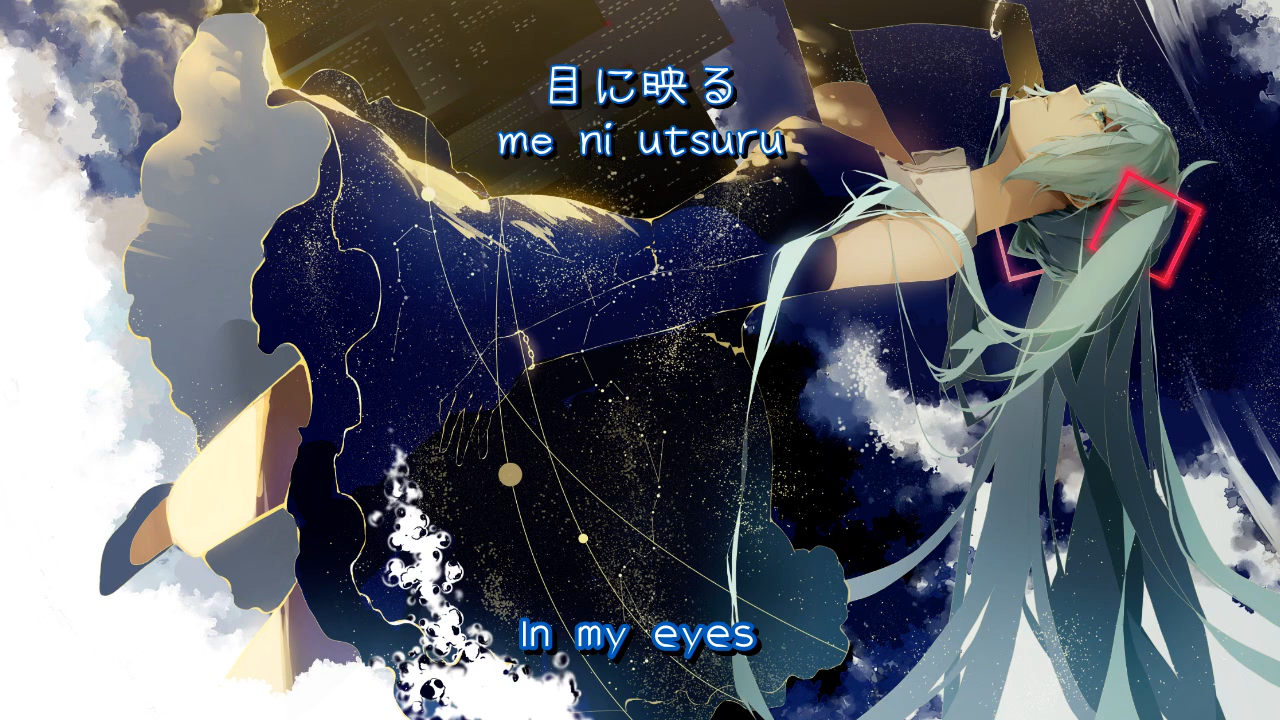 目に映る
me ni utsuru
In my eyes